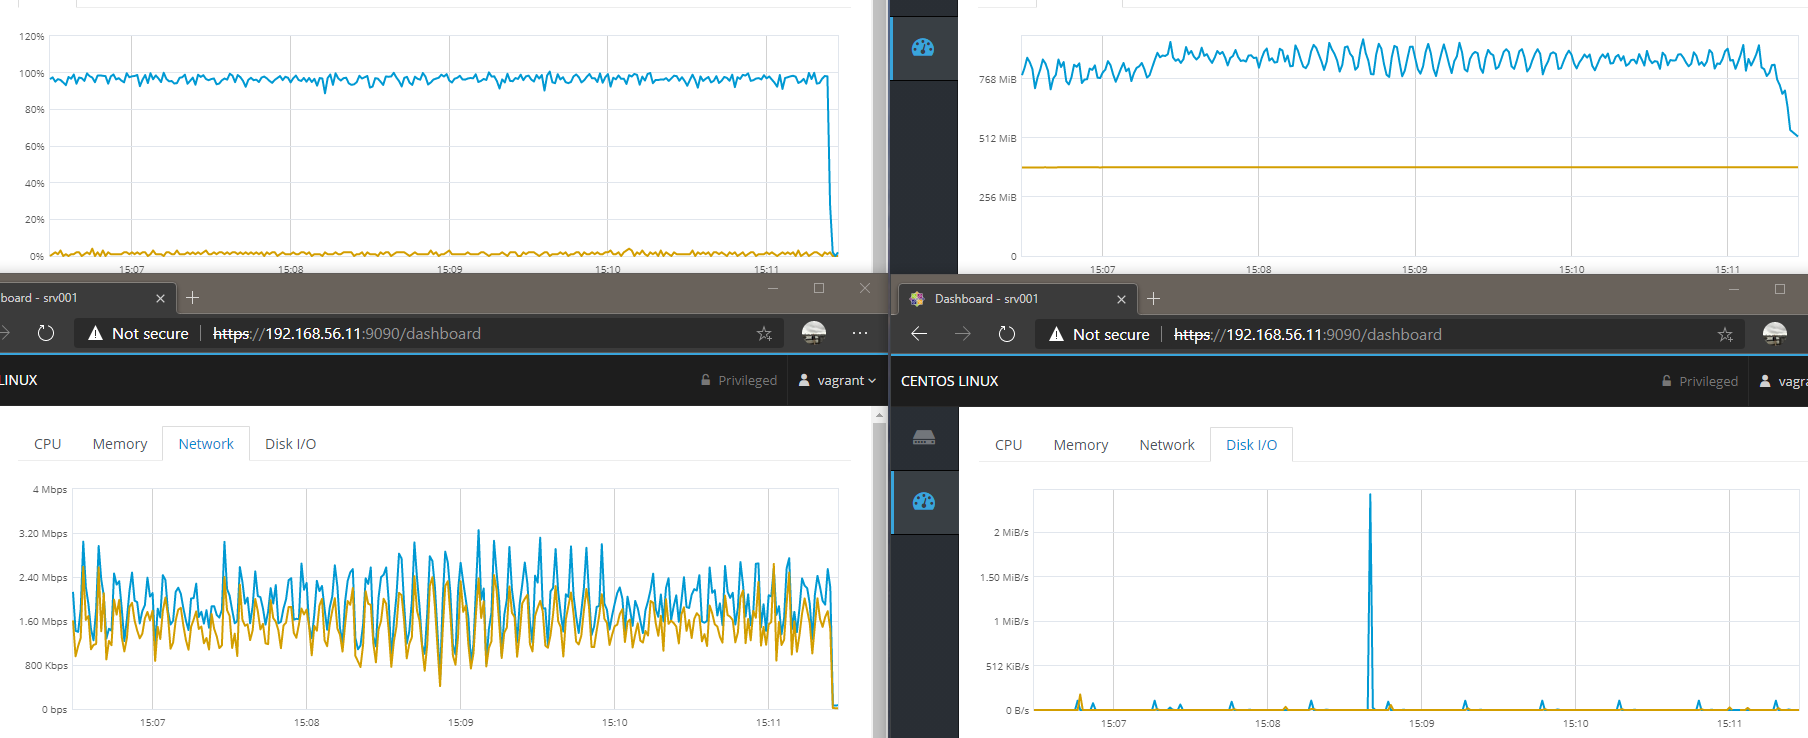 120%
100%
80%
60%
40%
20%
0%
15:07 15:08 15:09 15:10 15:11
768 MiB
512 MiB
256 MiB
0
15:07 15:08 15:09 15:10 15:11
board - srv001
Not secure https://192.168.56.11:9090/dashboard
LINUX Privileged vagrant
CPU Memory Network Disk I/O
4 Mbps
3.20 Mbps
2.40 Mbps
1.60 Mbps
800 Kbps
0 bps
15:07 15:08 15:09 15:10 15:11
Dashboard - srv001
Not secure https://192.168.56.11:9090/dashboard
CENTOS LINUX Privileged vagra
CPU Memory Network Disk I/O
2 MiB/s
1.50 MiB/s
1 MiB/s
512 KiB/s
0 B/s
15:07 15:08 15:09 15:10 15:11